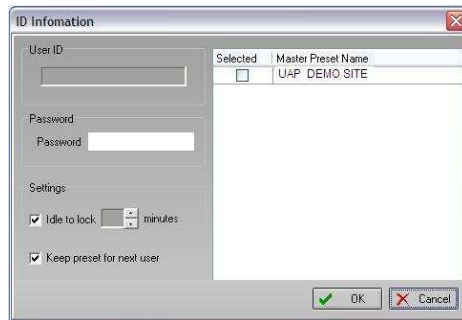 ID Infomation
User ID
Selected Master Preset Name
UAP DEMO SITE
Password
Password
Settings
Idle to lock minutes
Keep preset for next user
OK Cancel